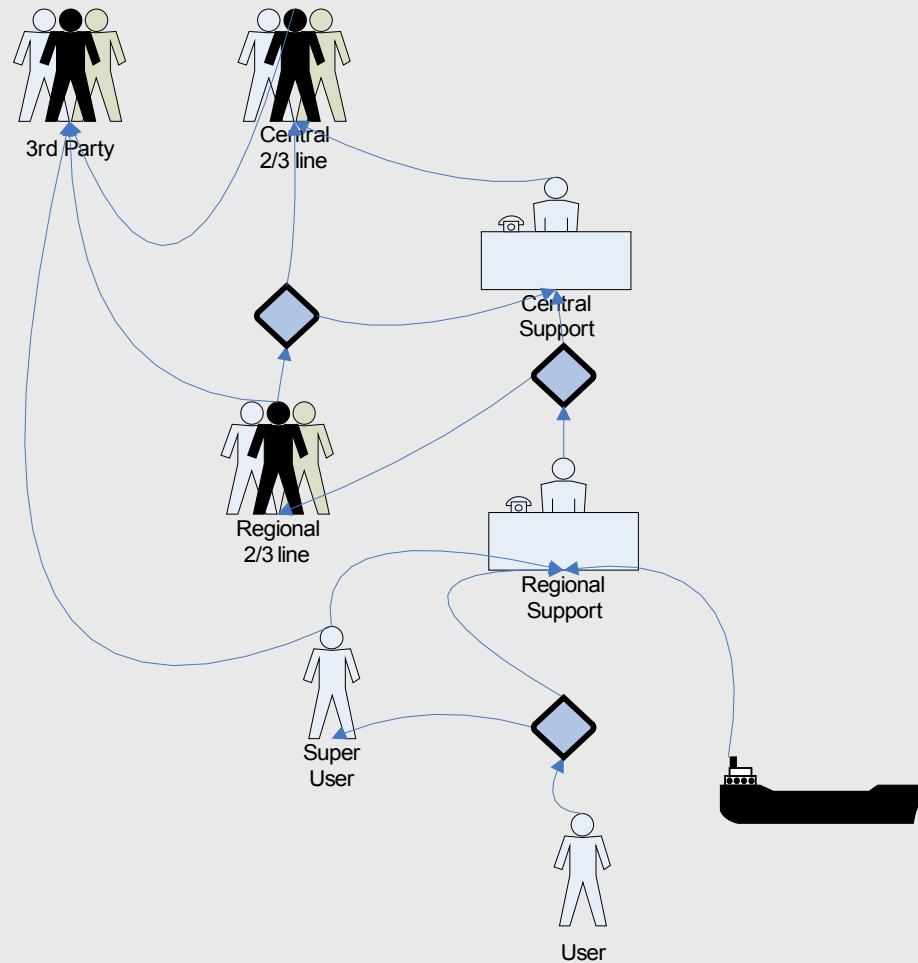 3rd Party
Central
2/3 line
Central
Support
Regional
2/3 line
Regional
Support
Super
User
User